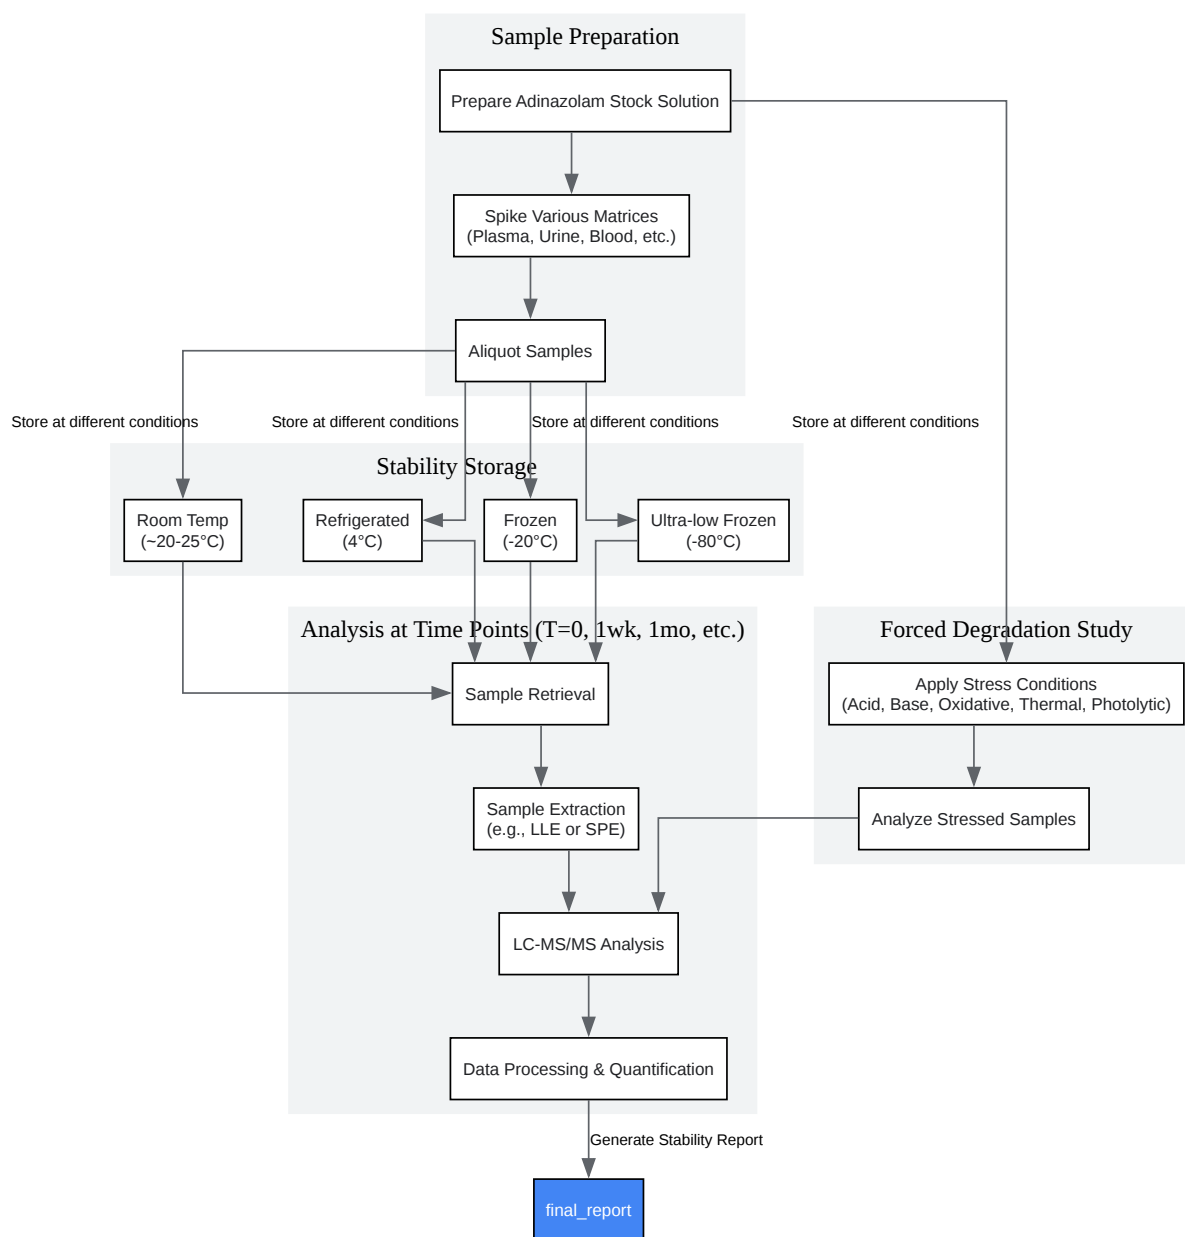 Sample Preparation
Prepare Adinazolam Stock Solution
Spike Various Matrices
(Plasma, Urine, Blood, etc.)
Aliquot Samples
Store at different conditions
Store at different conditions
Store at different conditions
Store at different conditions
Stability Storage
Room Temp
(~20-25°C)
Refrigerated
(4°C)
Frozen
(-20°C)
Ultra-low Frozen
(-80°C)
Analysis at Time Points (T=0, 1wk, 1mo, etc.)
Sample Retrieval
Sample Extraction
(e.g., LLE or SPE)
LC-MS/MS Analysis
Data Processing & Quantification
Forced Degradation Study
Apply Stress Conditions
(Acid, Base, Oxidative, Thermal, Photolytic)
Analyze Stressed Samples
Generate Stability Report
final_report